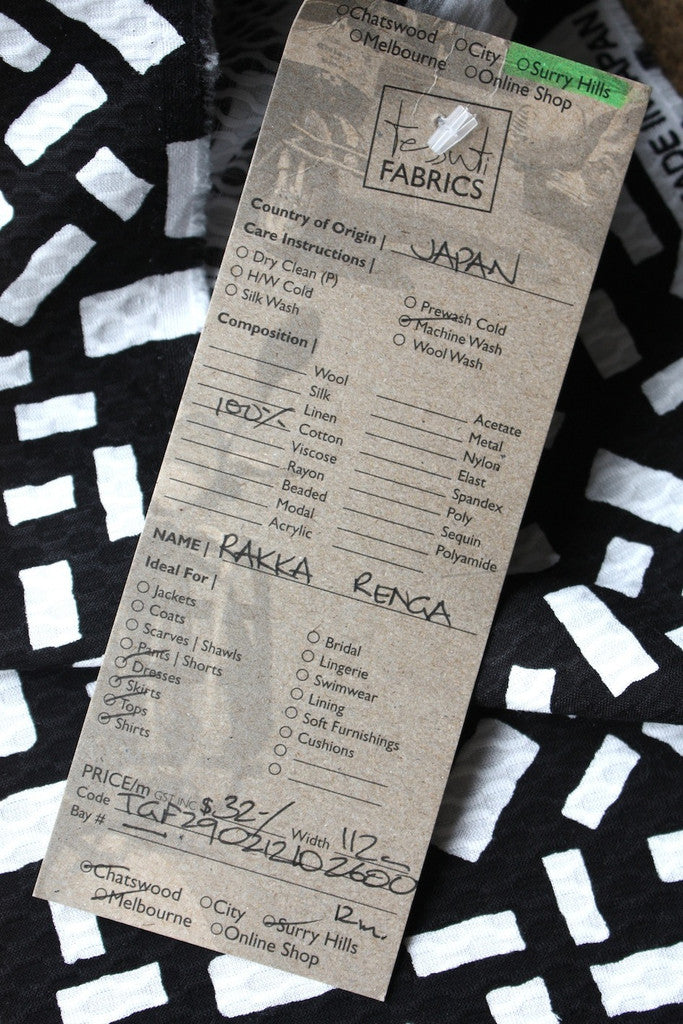 Chatswood City Surry Hills
Melbourne Online Shop
tessuti
FABRICS
Country of Origin | JAPAN
Care Instructions |
Dry Clean (P)
H/W Cold
Silk Wash
Prewash Cold
Machine Wash
Wool Wash
Composition |
Wool
Silk
Linen
100% Cotton
Viscose
Rayon
Beaded
Modal
Acrylic
Acetate
Metal
Nylon
Elast
Spandex
Poly
Sequin
Polyamide
NAME | RAKKA RENGA
Ideal For |
Jackets
Coats
Scarves | Shawls
Pants | Shorts
Dresses
Skirts
Tops
Shirts
Bridal
Lingerie
Swimwear
Lining
Soft Furnishings
Cushions
PRICE/m GST INC $32-/ Width 112
Code TGF290212102600
Bay #
12m.
Chatswood City Surry Hills
Melbourne Online Shop
MADE IN JAPAN